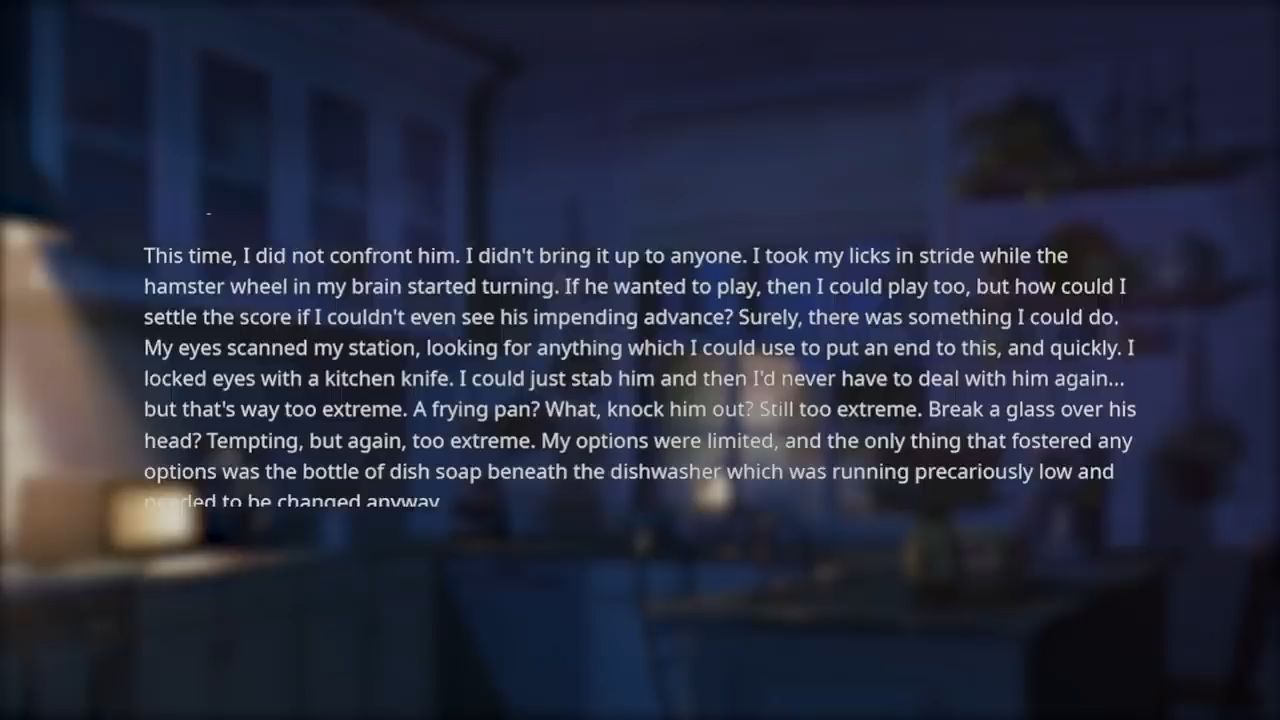 This time, I did not confront him. I didn't bring it up to anyone. I took my licks in stride while the
hamster wheel in my brain started turning. If he wanted to play, then I could play too, but how could I
settle the score if I couldn't even see his impending advance? Surely, there was something I could do.
My eyes scanned my station, looking for anything which I could use to put an end to this, and quickly. I
locked eyes with a kitchen knife. I could just stab him and then I'd never have to deal with him again...
but that's way too extreme. A frying pan? What, knock him out? Still too extreme. Break a glass over his
head? Tempting, but again, too extreme. My options were limited, and the only thing that fostered any
options was the bottle of dish soap beneath the dishwasher which was running precariously low and
needed to be changed anyway